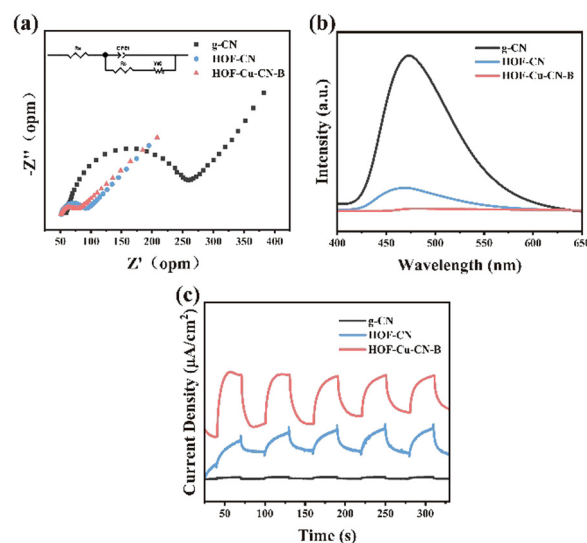 (a)
g-CN
HOF-CN
HOF-Cu-CN-B
-Z'' (opm)
50 100 150 200 250 300 350 400
Z' (opm)
(b)
g-CN
HOF-CN
HOF-Cu-CN-B
Intensity (a.u.)
400 450 500 550 600 650
Wavelength (nm)
(c)
g-CN
HOF-CN
HOF-Cu-CN-B
Current Density (μA/cm²)
50 100 150 200 250 300
Time (s)